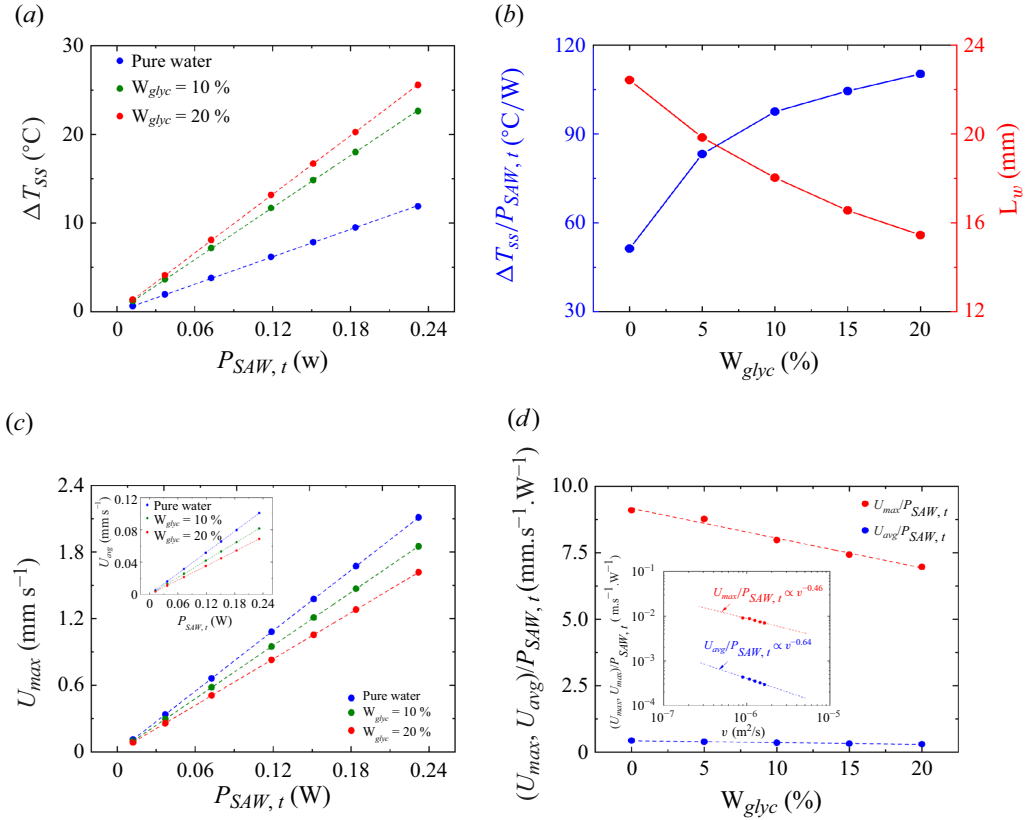 (a)
30
20
10
0
ΔT_SS (°C)
Pure water
W_glyc = 10 %
W_glyc = 20 %
0 0.06 0.12 0.18 0.24
P_SAW, t (w)
(b)
120
90
60
30
ΔT_ss/P_SAW, t (°C/W)
24
20
16
12
L_w (mm)
0 5 10 15 20
W_glyc (%)
(c)
2.4
1.8
1.2
0.6
0
U_max (mm s⁻¹)
0.12
0.08
0.04
0
U_avg (mm s⁻¹)
Pure water
W_glyc = 10 %
W_glyc = 20 %
0 0.06 0.12 0.18 0.24
P_SAW, t (W)
Pure water
W_glyc = 10 %
W_glyc = 20 %
0 0.06 0.12 0.18 0.24
P_SAW, t (W)
(d)
10.0
7.5
5.0
2.5
0
(U_max, U_avg)/P_SAW, t (mm.s⁻¹.W⁻¹)
U_max/P_SAW, t
U_avg/P_SAW, t
10⁻¹
10⁻²
10⁻³
10⁻⁴
(U_max, U_avg)/P_SAW, t (m.s⁻¹.W⁻¹)
U_max/P_SAW, t ∝ v⁻⁰·⁴⁶
U_avg/P_SAW, t ∝ v⁻⁰·⁶⁴
10⁻⁷ 10⁻⁶ 10⁻⁵
v (m²/s)
0 5 10 15 20
W_glyc (%)